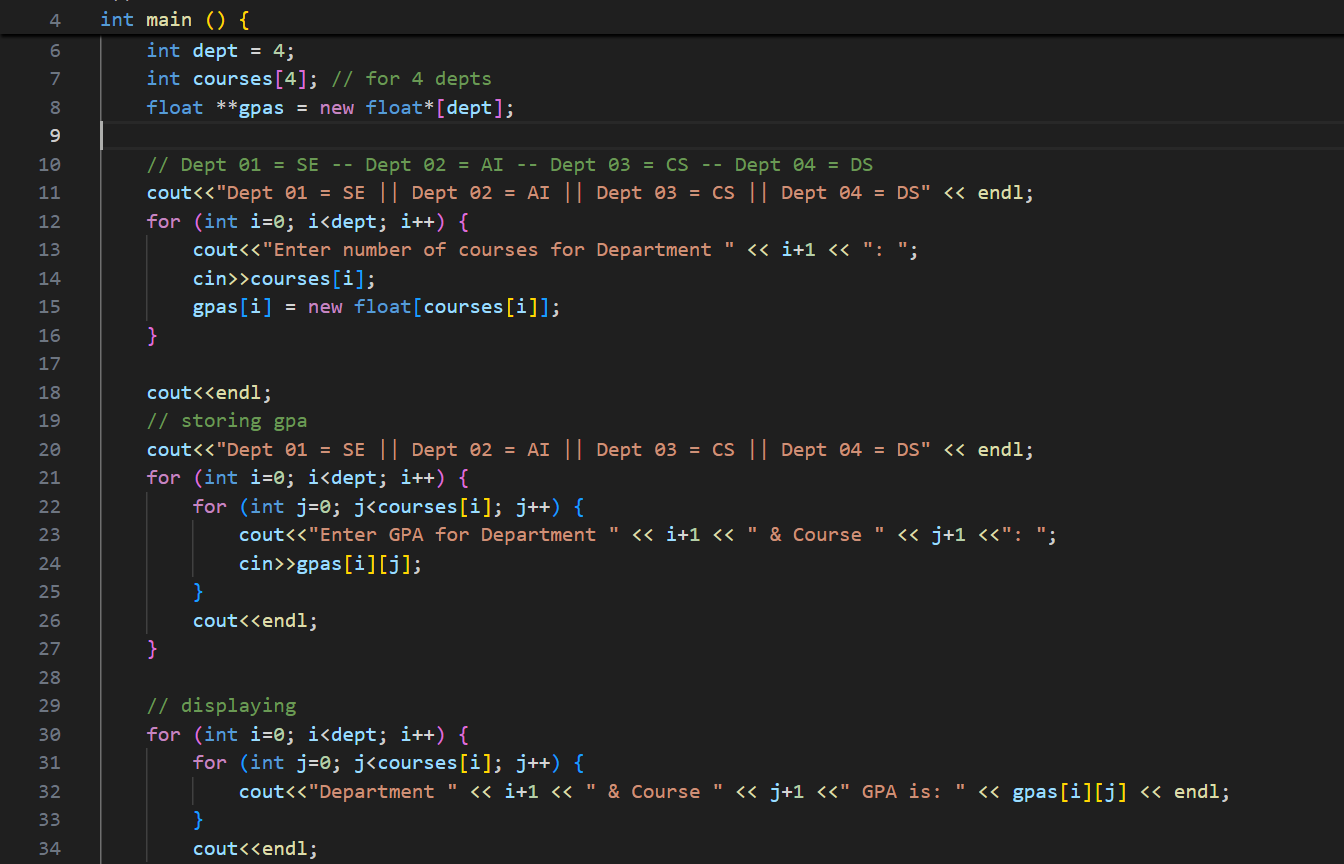 4 int main () {
6 int dept = 4;
7 int courses[4]; // for 4 depts
8 float **gpas = new float*[dept];
9
10 // Dept 01 = SE -- Dept 02 = AI -- Dept 03 = CS -- Dept 04 = DS
11 cout<<"Dept 01 = SE || Dept 02 = AI || Dept 03 = CS || Dept 04 = DS" << endl;
12 for (int i=0; i<dept; i++) {
13 cout<<"Enter number of courses for Department " << i+1 << ": ";
14 cin>>courses[i];
15 gpas[i] = new float[courses[i]];
16 }
17
18 cout<<endl;
19 // storing gpa
20 cout<<"Dept 01 = SE || Dept 02 = AI || Dept 03 = CS || Dept 04 = DS" << endl;
21 for (int i=0; i<dept; i++) {
22 for (int j=0; j<courses[i]; j++) {
23 cout<<"Enter GPA for Department " << i+1 << " & Course " << j+1 <<": ";
24 cin>>gpas[i][j];
25 }
26 cout<<endl;
27 }
28
29 // displaying
30 for (int i=0; i<dept; i++) {
31 for (int j=0; j<courses[i]; j++) {
32 cout<<"Department " << i+1 << " & Course " << j+1 <<" GPA is: " << gpas[i][j] << endl;
33 }
34 cout<<endl;